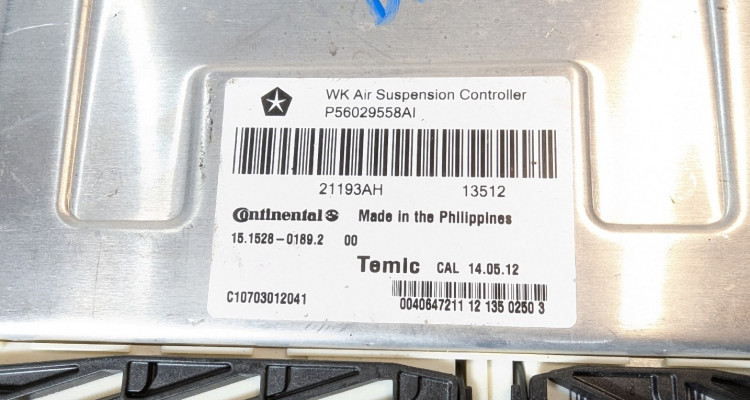 WK Air Suspension Controller
P56029558AI
21193AH 13512
Continental Made in the Philippines
15.1528-0189.2 00
Temic CAL 14.05.12
C10703012041
0040647211 12 135 0250 3